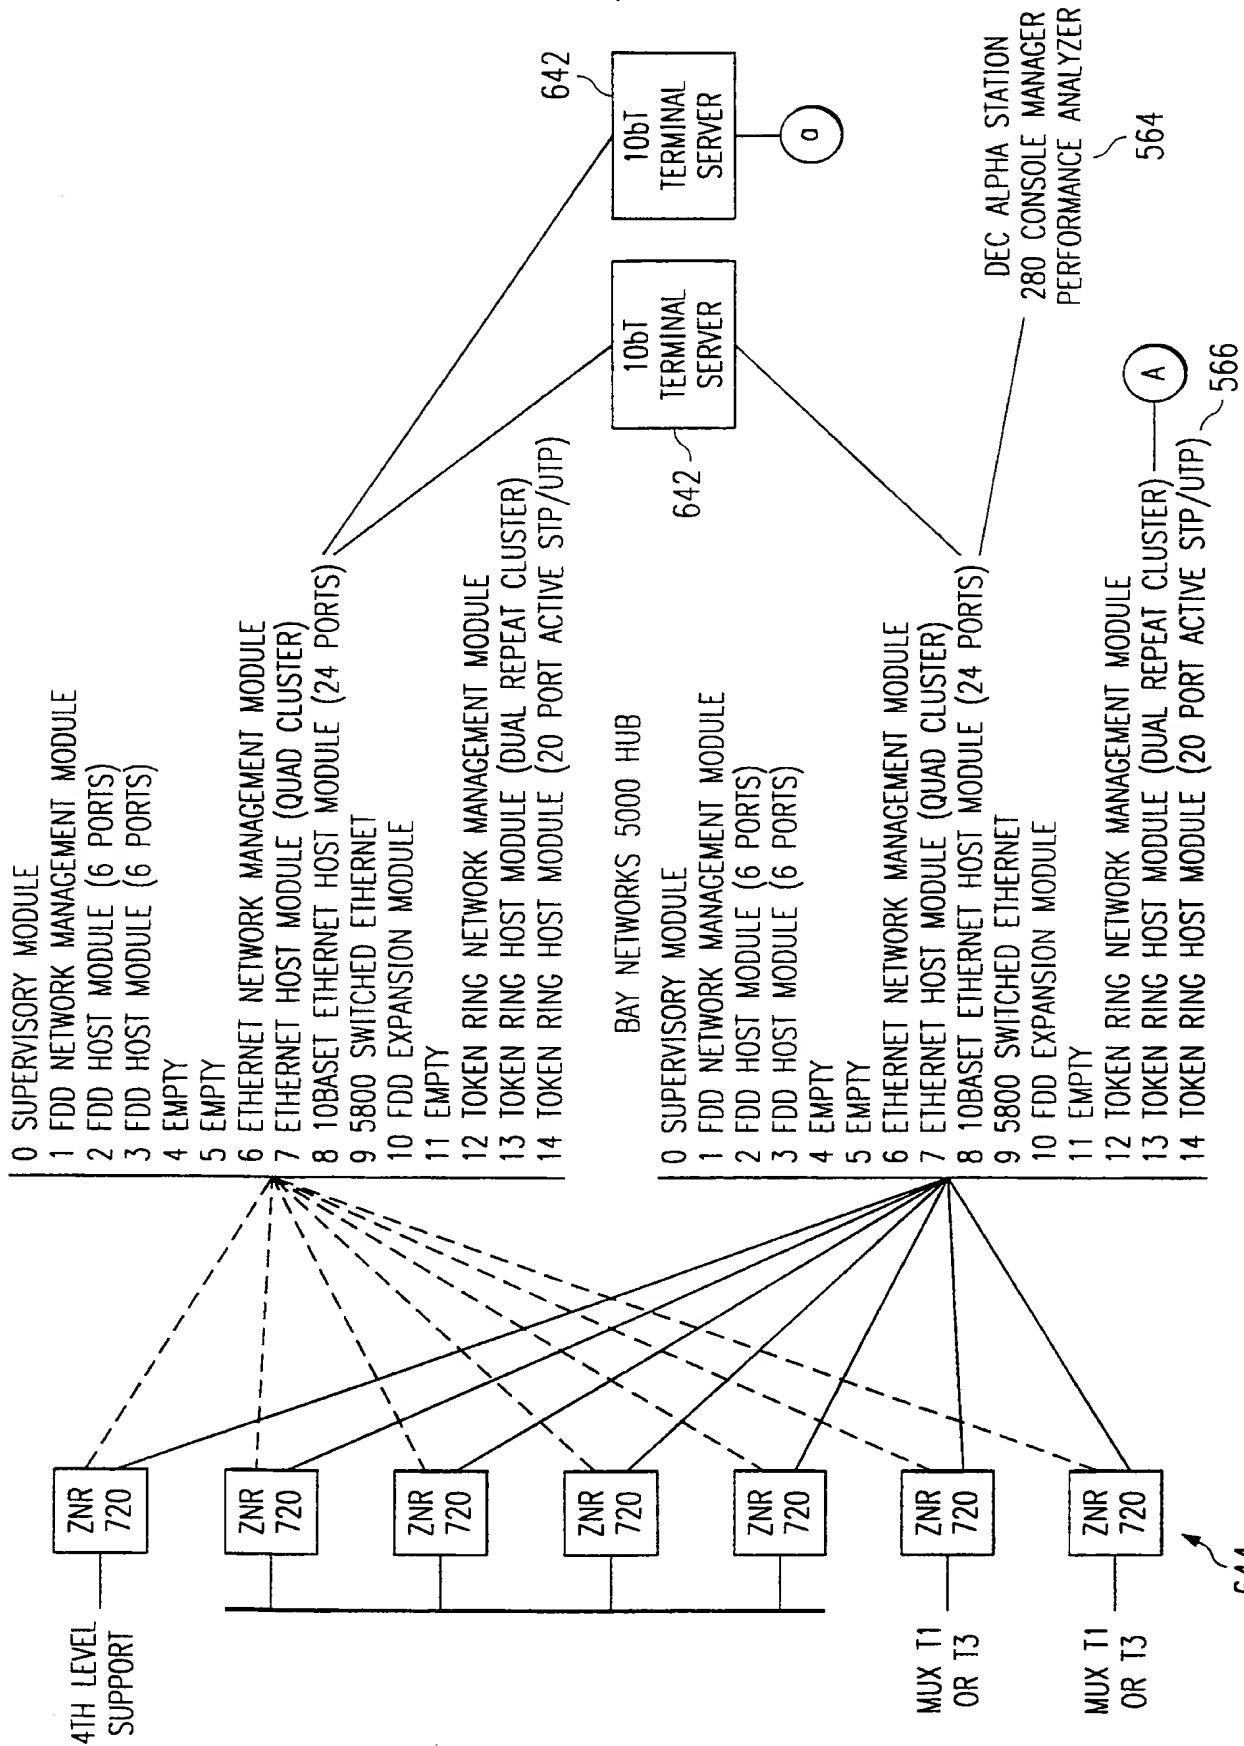 0 SUPERVISORY MODULE
1 FDD NETWORK MANAGEMENT MODULE
2 FDD HOST MODULE (6 PORTS)
3 FDD HOST MODULE (6 PORTS)
4 EMPTY
5 EMPTY
6 ETHERNET NETWORK MANAGEMENT MODULE
7 ETHERNET HOST MODULE (QUAD CLUSTER)
8 10BASET ETHERNET HOST MODULE (24 PORTS)
9 5800 SWITCHED ETHERNET
10 FDD EXPANSION MODULE
11 EMPTY
12 TOKEN RING NETWORK MANAGEMENT MODULE
13 TOKEN RING HOST MODULE (DUAL REPEAT CLUSTER)
14 TOKEN RING HOST MODULE (20 PORT ACTIVE STP/UTP)
BAY NETWORKS 5000 HUB
0 SUPERVISORY MODULE
1 FDD NETWORK MANAGEMENT MODULE
2 FDD HOST MODULE (6 PORTS)
3 FDD HOST MODULE (6 PORTS)
4 EMPTY
5 EMPTY
6 ETHERNET NETWORK MANAGEMENT MODULE
7 ETHERNET HOST MODULE (QUAD CLUSTER)
8 10BASET ETHERNET HOST MODULE (24 PORTS)
9 5800 SWITCHED ETHERNET
10 FDD EXPANSION MODULE
11 EMPTY
12 TOKEN RING NETWORK MANAGEMENT MODULE
13 TOKEN RING HOST MODULE (DUAL REPEAT CLUSTER)
14 TOKEN RING HOST MODULE (20 PORT ACTIVE STP/UTP)
566
A
642
10bT
TERMINAL
SERVER
642
10bT
TERMINAL
SERVER
a
DEC ALPHA STATION
280 CONSOLE MANAGER
PERFORMANCE ANALYZER
564
4TH LEVEL
SUPPORT
ZNR
720
ZNR
720
ZNR
720
ZNR
720
ZNR
720
MUX T1
OR T3
ZNR
720
MUX T1
OR T3
ZNR
720